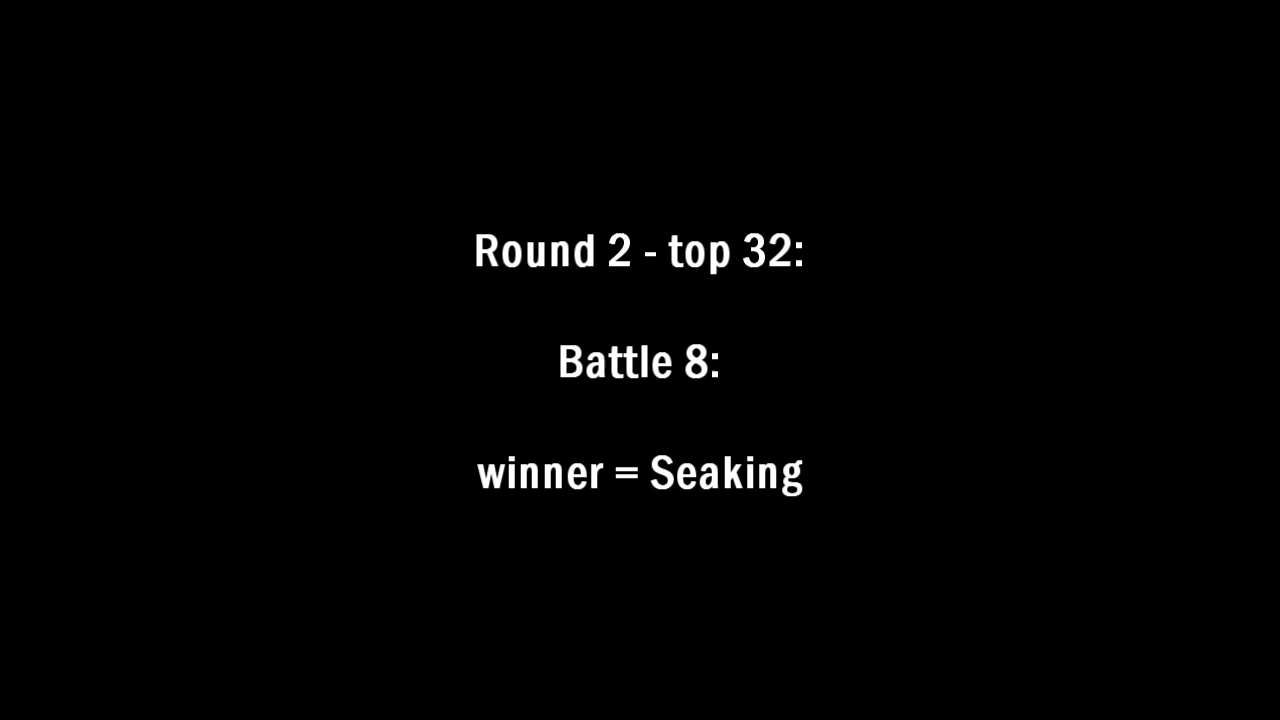 Round 2 - top 32:
Battle 8:
winner = Seaking